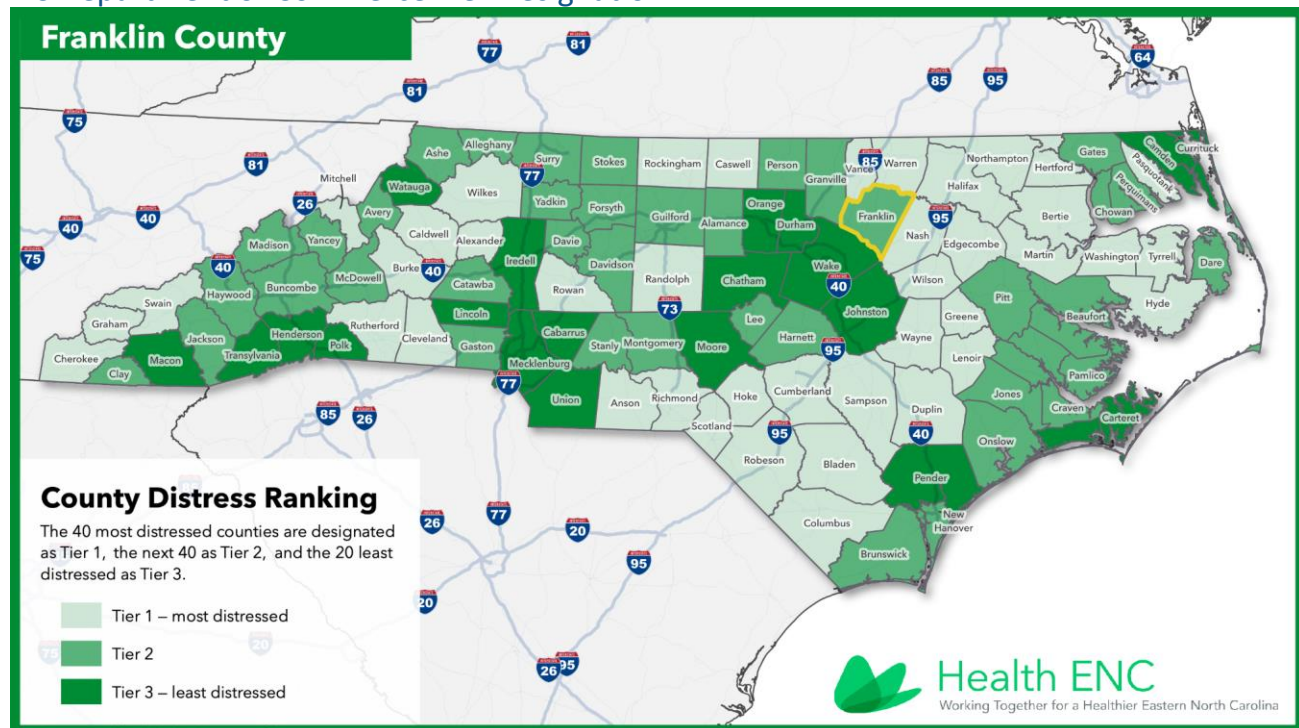 Franklin County
77
81
64
85
95
81
75
81
40
40
75
26
Mitchell
Ashe
Alleghany
Surry
77
Stokes
Rockingham
Caswell
Person
Granville
Vance
85
Warren
Northampton
Hertford
Gates
Camden
Currituck
Pasquotank
Perquimans
Chowan
Watauga
Wilkes
Yadkin
Forsyth
Guilford
Alamance
Orange
Durham
Franklin
Halifax
95
Nash
Bertie
Avery
Madison
Yancey
Caldwell
Alexander
Iredell
Davie
Davidson
Randolph
Chatham
Wake
40
Edgecombe
Martin
Washington
Tyrrell
Dare
40
Haywood
Buncombe
McDowell
Burke
40
Catawba
Rowan
73
Johnston
Wilson
Pitt
Beaufort
Hyde
Swain
Graham
Jackson
Henderson
Rutherford
Cleveland
Lincoln
Gaston
Cabarrus
Mecklenburg
Stanly
Montgomery
Moore
Lee
Harnett
95
Wayne
Greene
Lenoir
Cherokee
Clay
Macon
Transylvania
Polk
77
Union
Anson
Richmond
Hoke
Cumberland
Sampson
Duplin
Jones
Craven
Pamlico
Carteret
85
26
Scotland
95
40
Onslow
Robeson
Bladen
Pender
Columbus
New
Hanover
Brunswick
County Distress Ranking
The 40 most distressed counties are designated
as Tier 1, the next 40 as Tier 2, and the 20 least
distressed as Tier 3.
Tier 1 – most distressed
Tier 2
Tier 3 – least distressed
26
77
20
95
20
20
75
26
95
Health ENC
Working Together for a Healthier Eastern North Carolina